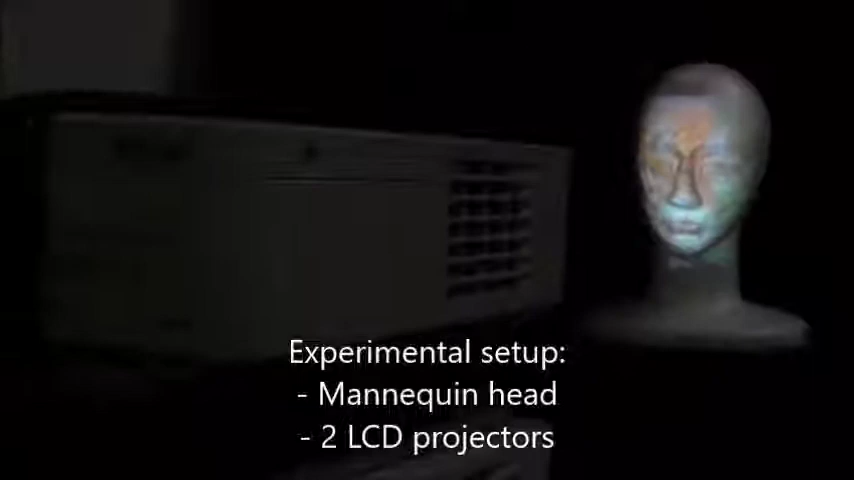 Experimental setup:
- Mannequin head
- 2 LCD projectors